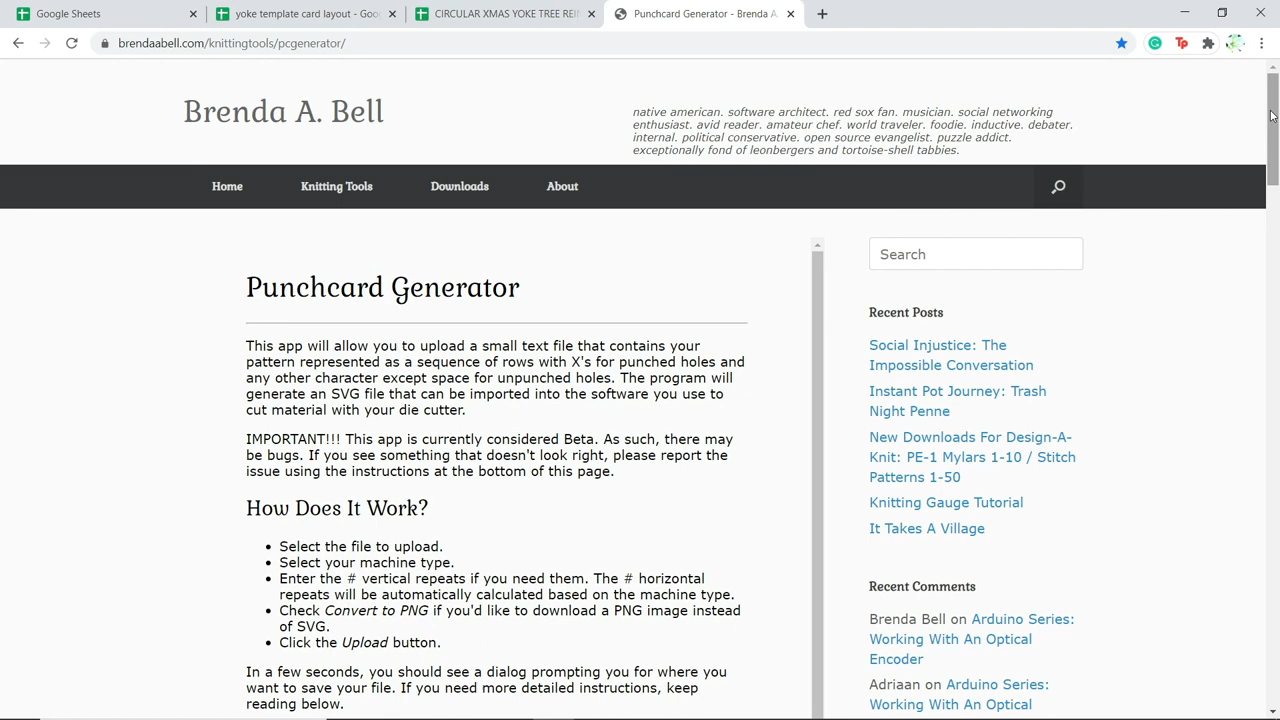 Google Sheets
yoke template card layout - Goo
CIRCULAR XMAS YOKE TREE REIN
Punchcard Generator - Brenda A.
brendaabell.com/knittingtools/pcgenerator/
Brenda A. Bell
native american. software architect. red sox fan. musician. social networking
enthusiast. avid reader. amateur chef. world traveler. foodie. inductive. debater.
internal. political conservative. open source evangelist. puzzle addict.
exceptionally fond of leonbergers and tortoise-shell tabbies.
Home
Knitting Tools
Downloads
About
Punchcard Generator
This app will allow you to upload a small text file that contains your
pattern represented as a sequence of rows with X's for punched holes and
any other character except space for unpunched holes. The program will
generate an SVG file that can be imported into the software you use to
cut material with your die cutter.
IMPORTANT!!! This app is currently considered Beta. As such, there may
be bugs. If you see something that doesn't look right, please report the
issue using the instructions at the bottom of this page.
How Does It Work?
Select the file to upload.
Select your machine type.
Enter the # vertical repeats if you need them. The # horizontal
repeats will be automatically calculated based on the machine type.
Check Convert to PNG if you'd like to download a PNG image instead
of SVG.
Click the Upload button.
In a few seconds, you should see a dialog prompting you for where you
want to save your file. If you need more detailed instructions, keep
reading below.
Search
Recent Posts
Social Injustice: The
Impossible Conversation
Instant Pot Journey: Trash
Night Penne
New Downloads For Design-A-
Knit: PE-1 Mylars 1-10 / Stitch
Patterns 1-50
Knitting Gauge Tutorial
It Takes A Village
Recent Comments
Brenda Bell on Arduino Series:
Working With An Optical
Encoder
Adriaan on Arduino Series:
Working With An Optical